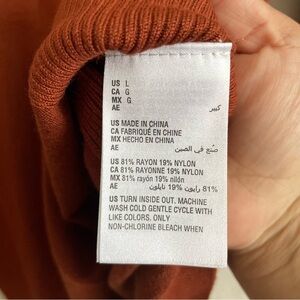 US L
CA G
MX G
AE كبير
US MADE IN CHINA
CA FABRIQUÉ EN CHINE
MX HECHO EN CHINA
AE صنع في الصين
US 81% RAYON 19% NYLON
CA 81% RAYONNE 19% NYLON
MX 81% rayón 19% nilón
AE 81% رايون 19% نايلون
US TURN INSIDE OUT. MACHINE
WASH COLD GENTLE CYCLE WITH
LIKE COLORS. ONLY
NON-CHLORINE BLEACH WHEN